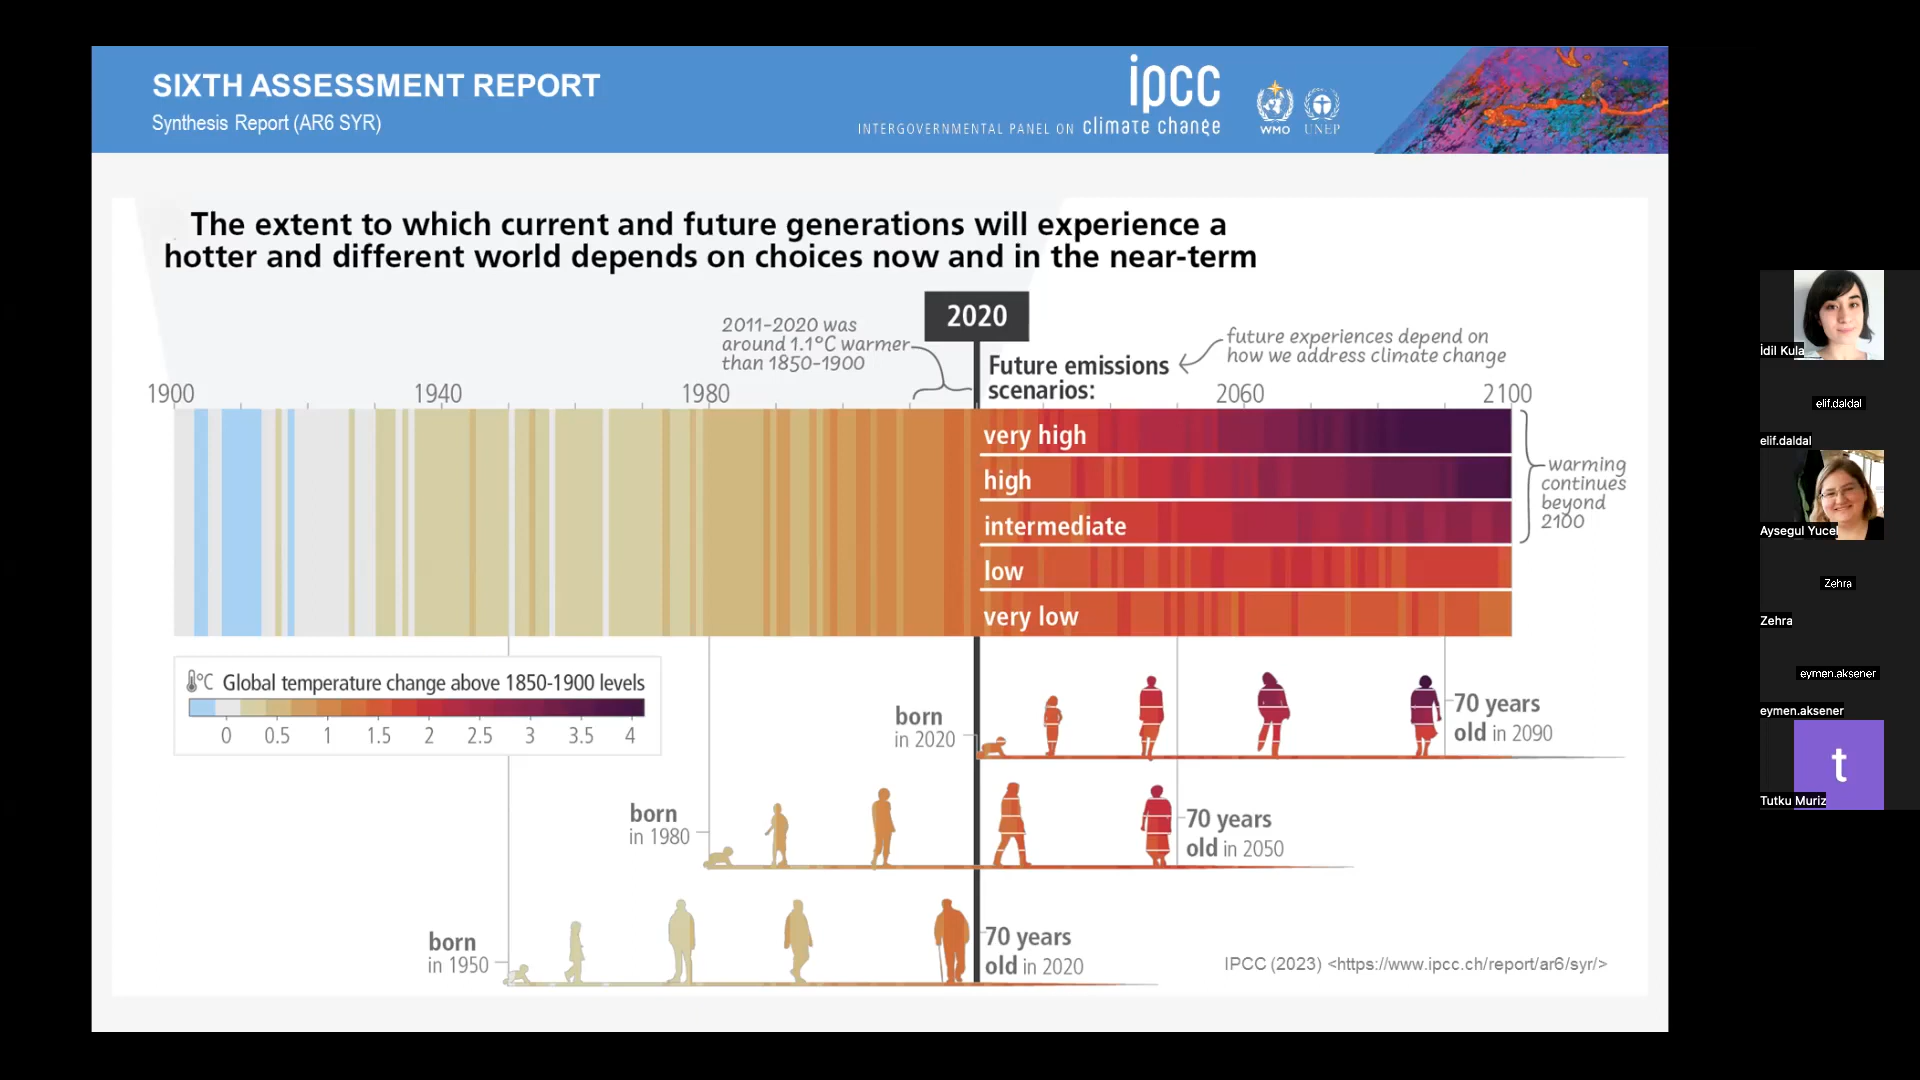 SIXTH ASSESSMENT REPORT
Synthesis Report (AR6 SYR)
ipcc
INTERGOVERNMENTAL PANEL ON climate change
WMO
UNEP
The extent to which current and future generations will experience a
hotter and different world depends on choices now and in the near-term
2020
2011-2020 was
around 1.1°C warmer
than 1850-1900
future experiences depend on
how we address climate change
Future emissions
scenarios:
1900
1940
1980
2060
2100
very high
high
intermediate
low
very low
warming
continues
beyond
2100
°C Global temperature change above 1850-1900 levels
0 0.5 1 1.5 2 2.5 3 3.5 4
born
in 2020
70 years
old in 2090
born
in 1980
70 years
old in 2050
born
in 1950
70 years
old in 2020
IPCC (2023) <https://www.ipcc.ch/report/ar6/syr/>
İdil Kula
elif.daldal
elif.daldal
Aysegul Yucel
Zehra
Zehra
eymen.aksener
eymen.aksener
t
Tutku Muriz